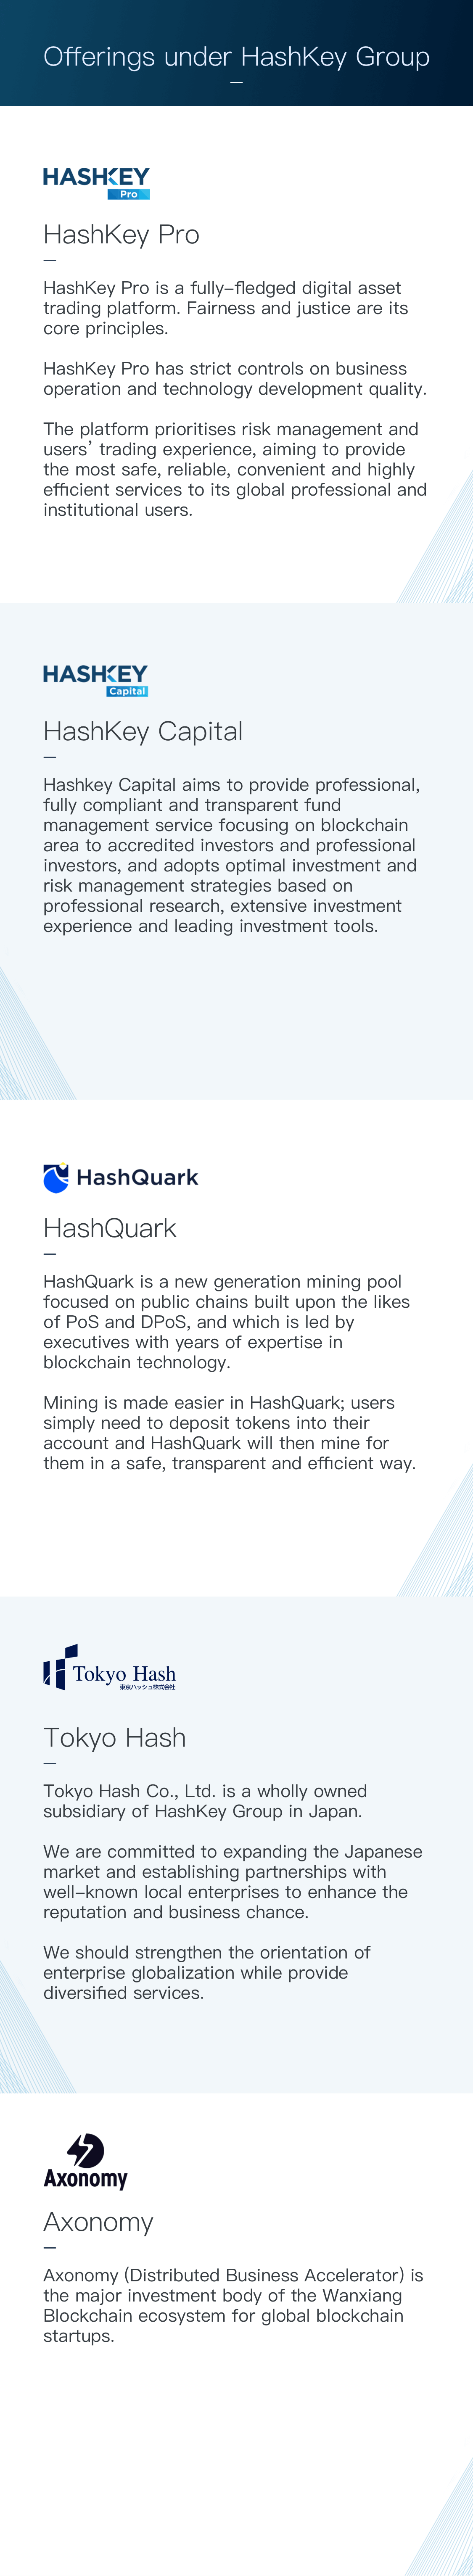 Offerings under HashKey Group
HASHKEY
Pro
HashKey Pro
HashKey Pro is a fully-fledged digital asset
trading platform. Fairness and justice are its
core principles.
HashKey Pro has strict controls on business
operation and technology development quality.
The platform prioritises risk management and
users’ trading experience, aiming to provide
the most safe, reliable, convenient and highly
efficient services to its global professional and
institutional users.
HASHKEY
Capital
HashKey Capital
Hashkey Capital aims to provide professional,
fully compliant and transparent fund
management service focusing on blockchain
area to accredited investors and professional
investors, and adopts optimal investment and
risk management strategies based on
professional research, extensive investment
experience and leading investment tools.
HashQuark
HashQuark
HashQuark is a new generation mining pool
focused on public chains built upon the likes
of PoS and DPoS, and which is led by
executives with years of expertise in
blockchain technology.
Mining is made easier in HashQuark; users
simply need to deposit tokens into their
account and HashQuark will then mine for
them in a safe, transparent and efficient way.
Tokyo Hash
東京ハッシュ株式会社
Tokyo Hash
Tokyo Hash Co., Ltd. is a wholly owned
subsidiary of HashKey Group in Japan.
We are committed to expanding the Japanese
market and establishing partnerships with
well-known local enterprises to enhance the
reputation and business chance.
We should strengthen the orientation of
enterprise globalization while provide
diversified services.
Axonomy
Axonomy
Axonomy (Distributed Business Accelerator) is
the major investment body of the Wanxiang
Blockchain ecosystem for global blockchain
startups.